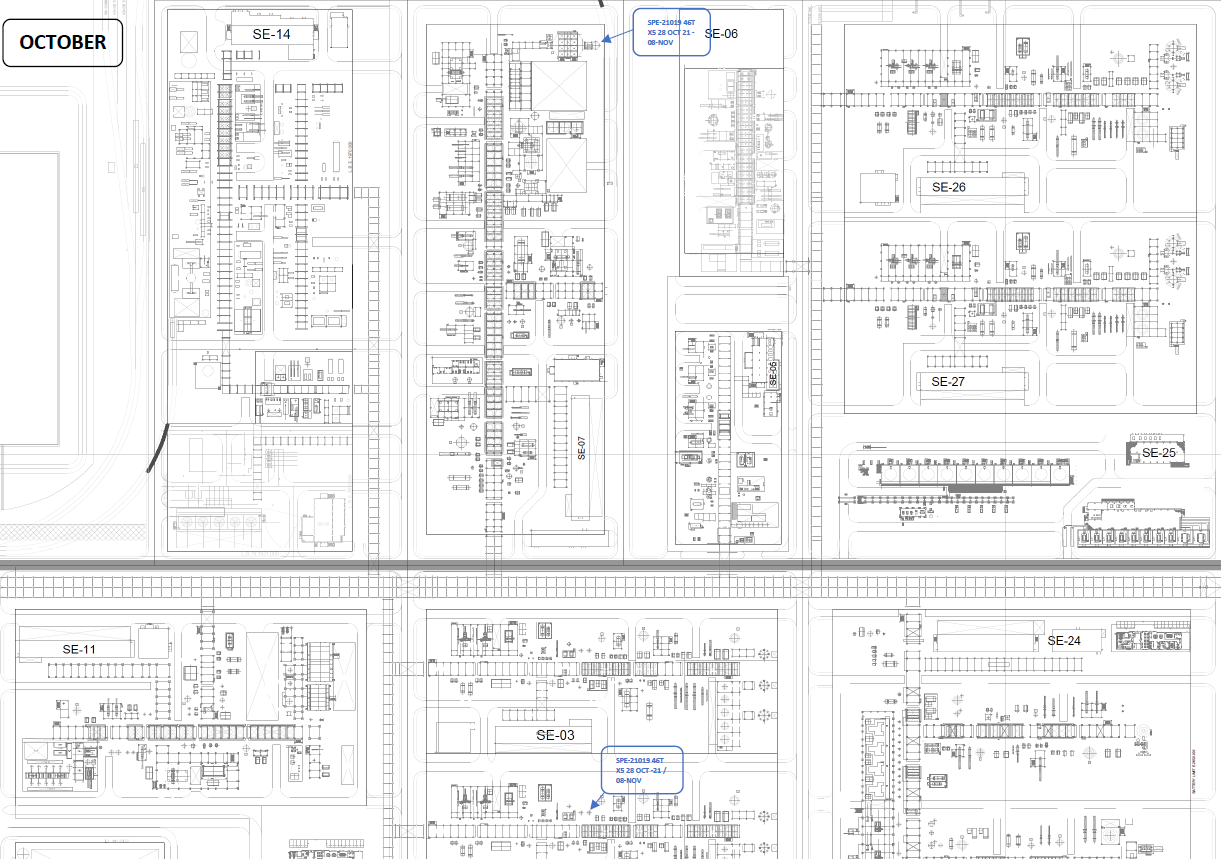 OCTOBER
SE-14
SPE-21019 46T
X5 28 OCT 21 -
08-NOV
SE-06
SE-26
SE-27
SE-05
SE-07
SE-25
SE-11
SE-03
SE-24
SPE-21019 46T
X5 28 OCT -21 /
08-NOV